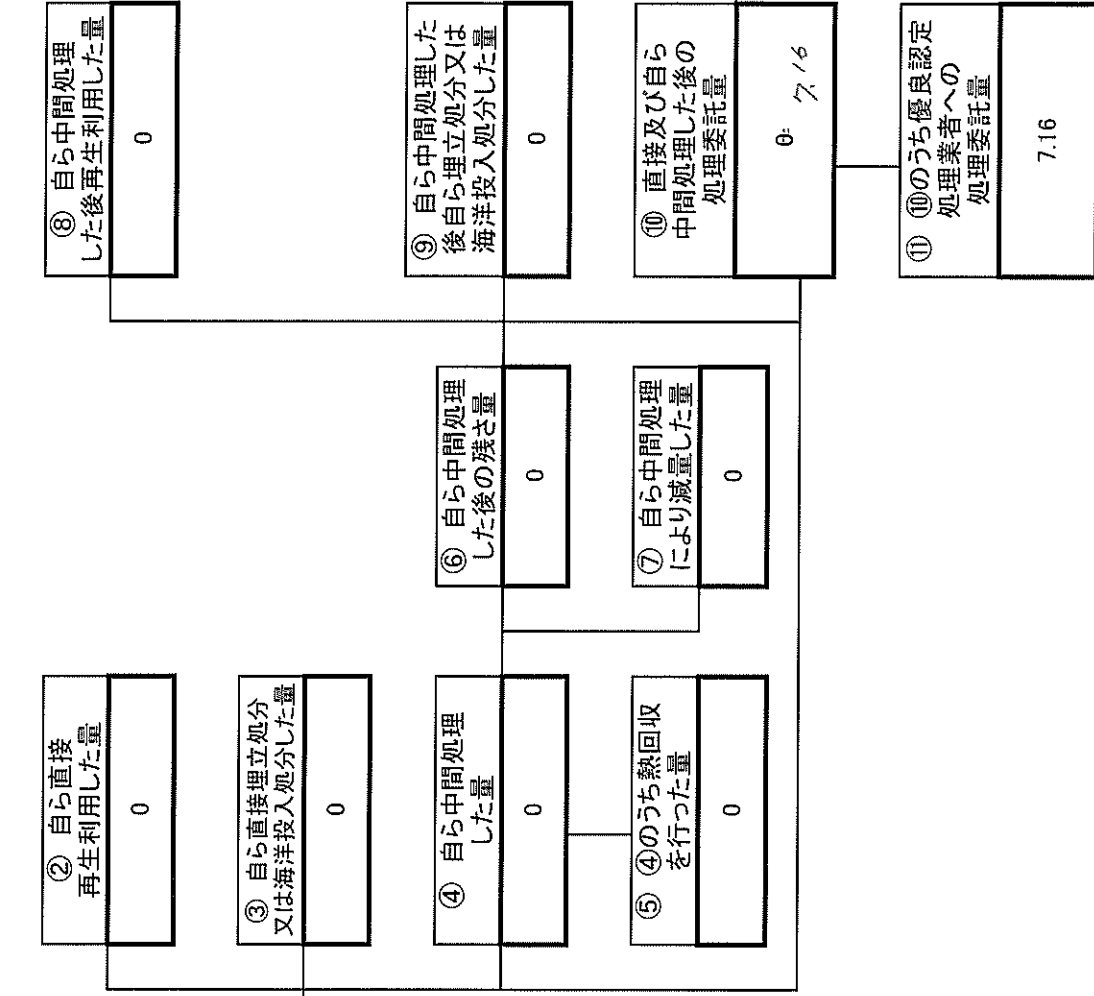 ② 自ら直接
再生利用した量
0
③ 自ら直接埋立処分
又は海洋投入処分した量
0
④ 自ら中間処理
した量
0
⑤ ④のうち熱回収
を行った量
0
⑥ 自ら中間処理
した後の残さ量
0
⑦ 自ら中間処理
により減量した量
0
⑧ 自ら中間処理
した後再生利用した量
0
⑨ 自ら中間処理した
後自ら埋立処分又は
海洋投入処分した量
0
⑩ 直接及び自ら
中間処理した後の
処理委託量
0 7.16
⑪ ⑩のうち優良認定
処理業者への
処理委託量
7.16